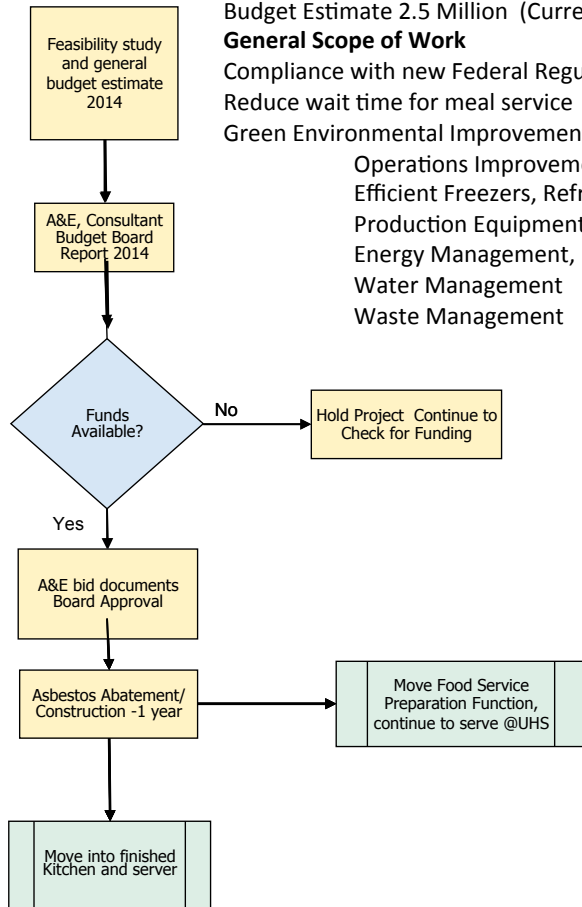 Budget Estimate 2.5 Million (Curre
General Scope of Work
Compliance with new Federal Regu
Reduce wait time for meal service
Green Environmental Improvemen
Operations Improveme
Efficient Freezers, Refr
Production Equipment
Energy Management,
Water Management
Waste Management
Feasibility study
and general
budget estimate
2014
A&E, Consultant
Budget Board
Report 2014
Funds
Available?
No
Hold Project Continue to
Check for Funding
Yes
A&E bid documents
Board Approval
Asbestos Abatement/
Construction -1 year
Move Food Service
Preparation Function,
continue to serve @UHS
Move into finished
Kitchen and server